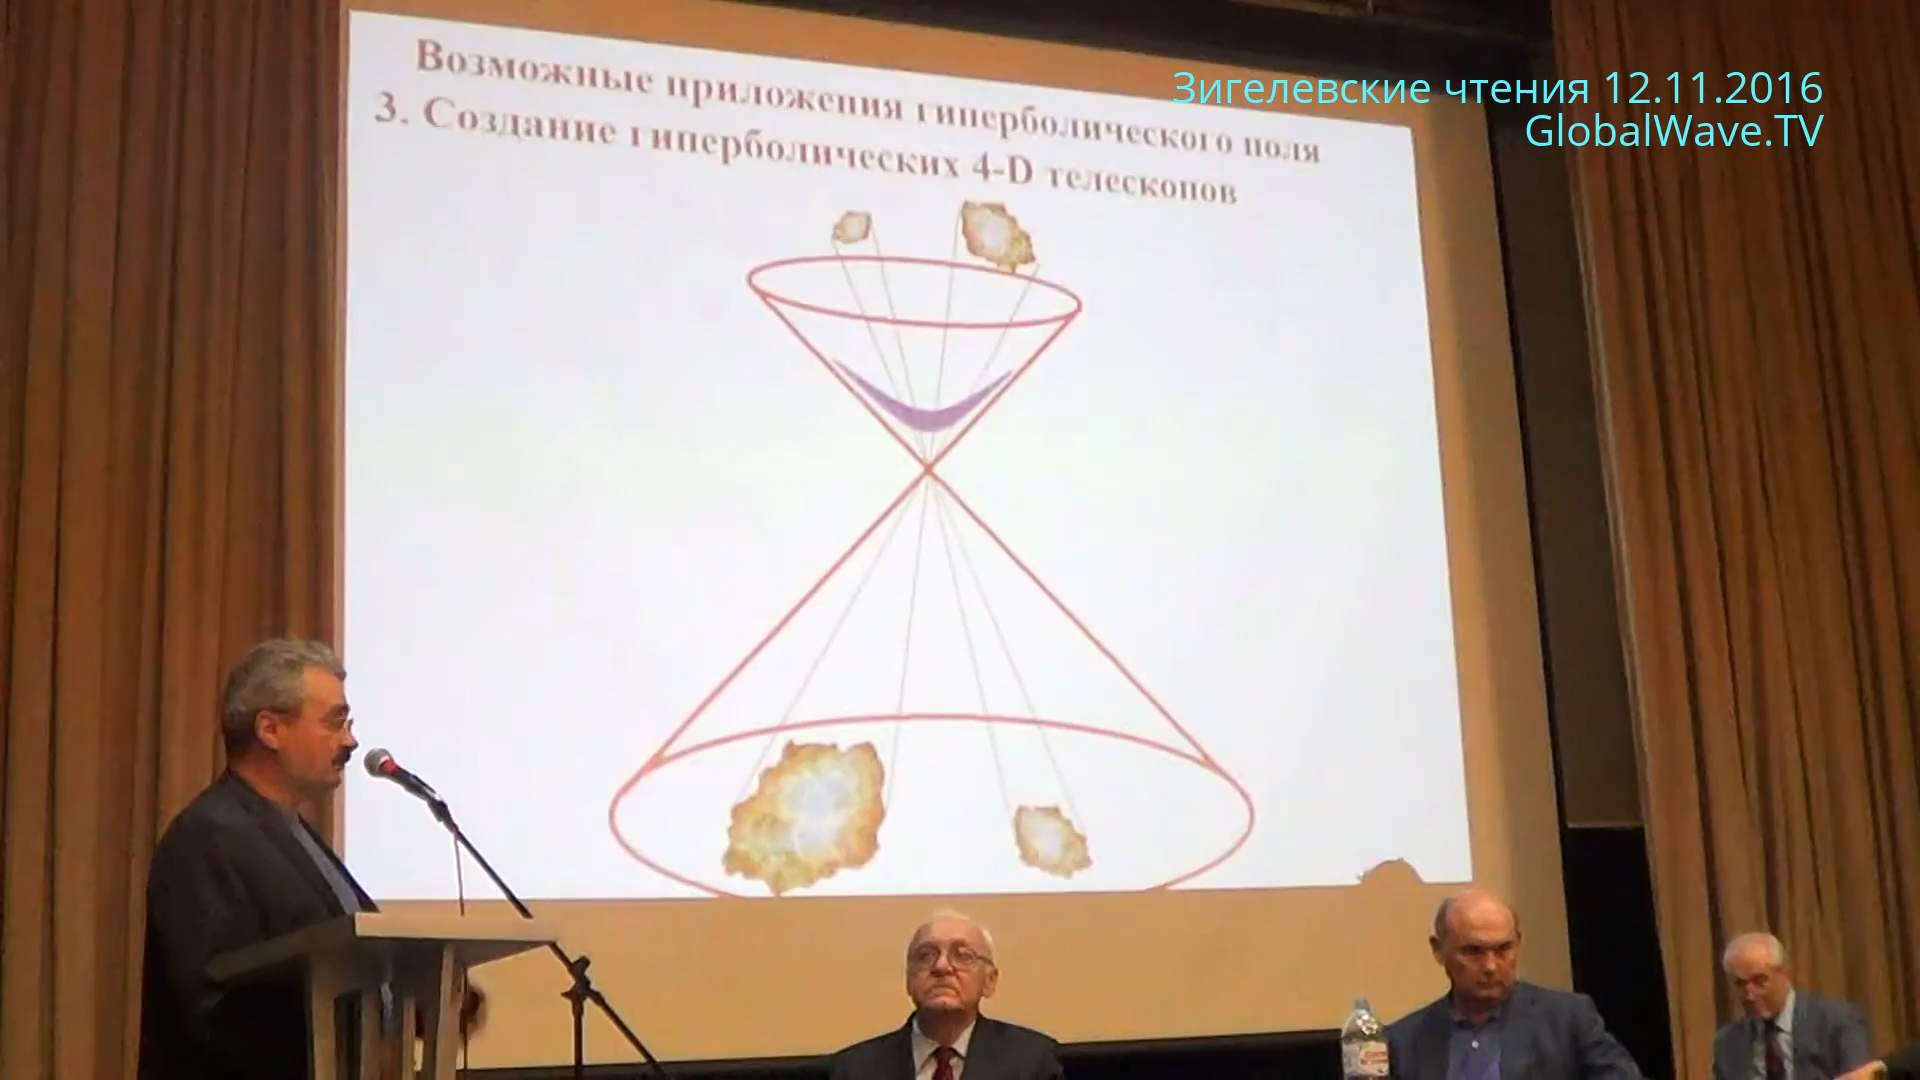 Возможные приложения гиперболического поля
3. Создание гиперболических 4-D телескопов
Зигелевские чтения 12.11.2016
GlobalWave.TV